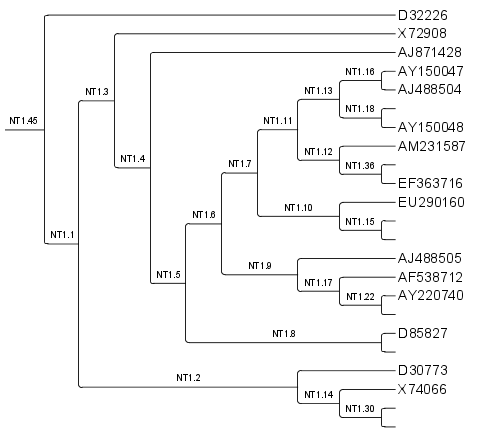 D32226
X72908
NT1.3
AJ871428
NT1.16
AY150047
NT1.13
AJ488504
NT1.18
NT1.45
NT1.11
AY150048
AM231587
NT1.12
NT1.4
NT1.7
NT1.36
EF363716
EU290160
NT1.10
NT1.6
NT1.15
NT1.1
AJ488505
NT1.9
NT1.5
AF538712
NT1.17
AY220740
NT1.22
D85827
NT1.8
D30773
NT1.2
X74066
NT1.14
NT1.30